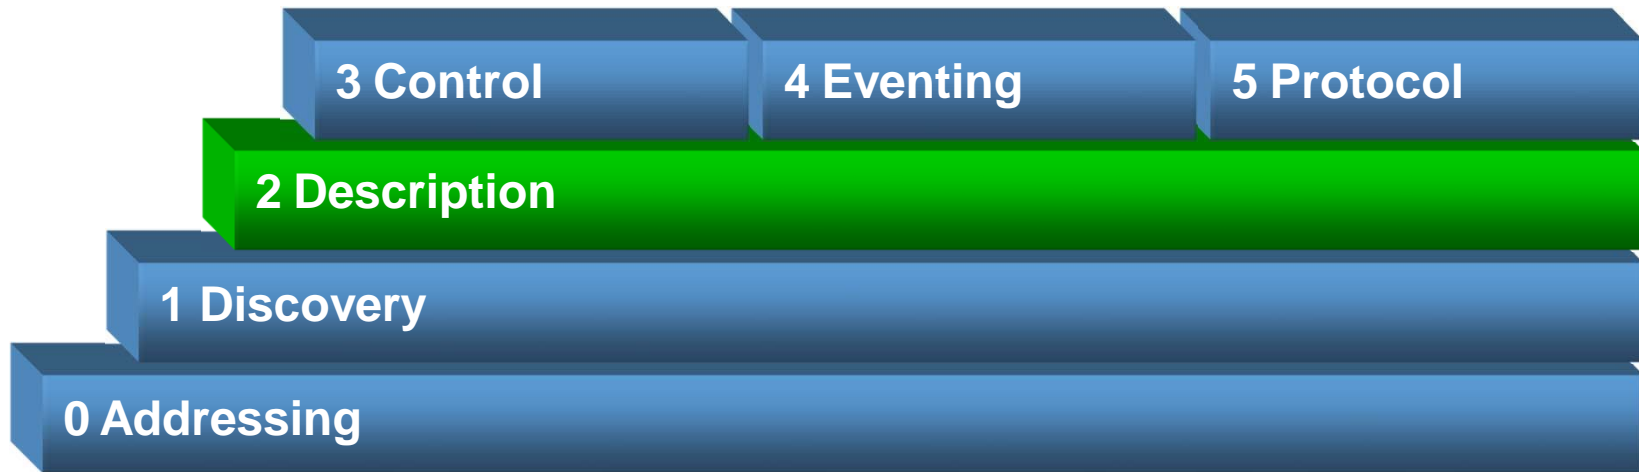 3 Control
4 Eventing
5 Protocol
2 Description
1 Discovery
0 Addressing